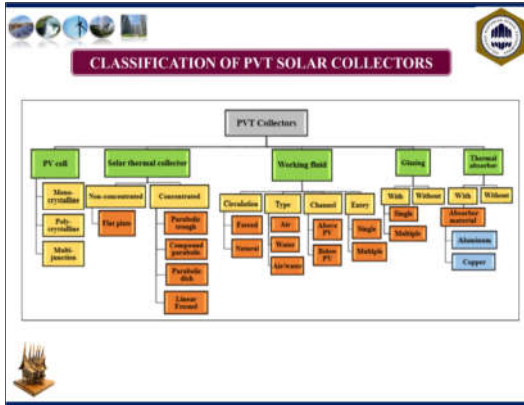 CLASSIFICATION OF PVT SOLAR COLLECTORS
PVT Collectors
PV cell
Solar thermal collector
Working fluid
Glazing
Thermal
absorber
Mono-
crystalline
Poly-
crystalline
Multi-
junction
Non-concentrated
Flat plate
Concentrated
Parabolic
trough
Compound
parabolic
Parabolic
dish
Linear
Fresnel
Circulation
Forced
Natural
Type
Air
Water
Air/water
Channel
Above
PV
Below
PV
Entry
Single
Multiple
With
Single
Multiple
Without
With
Absorber
material
Aluminum
Copper
Without